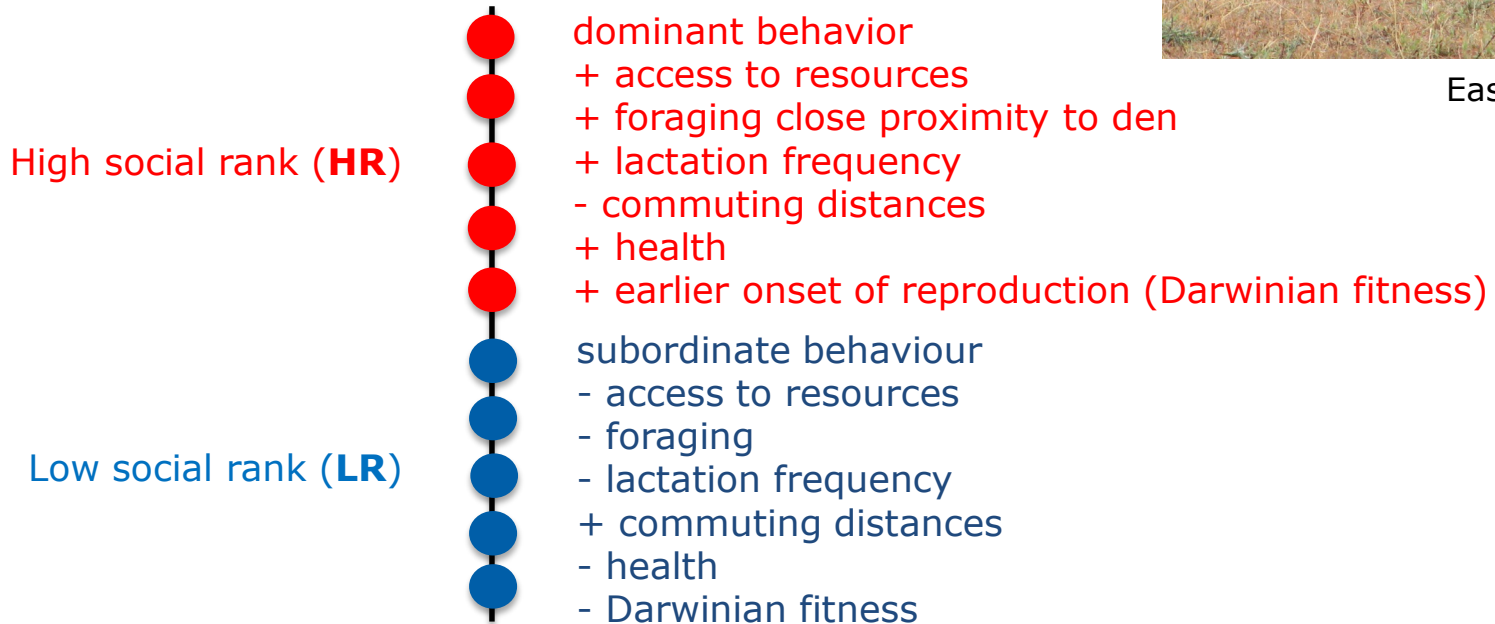 dominant behavior
+ access to resources
+ foraging close proximity to den
Eas
High social rank (HR)
+ lactation frequency
- commuting distances
+ health
+ earlier onset of reproduction (Darwinian fitness)
subordinate behaviour
- access to resources
- foraging
Low social rank (LR)
- lactation frequency
+ commuting distances
- health
- Darwinian fitness